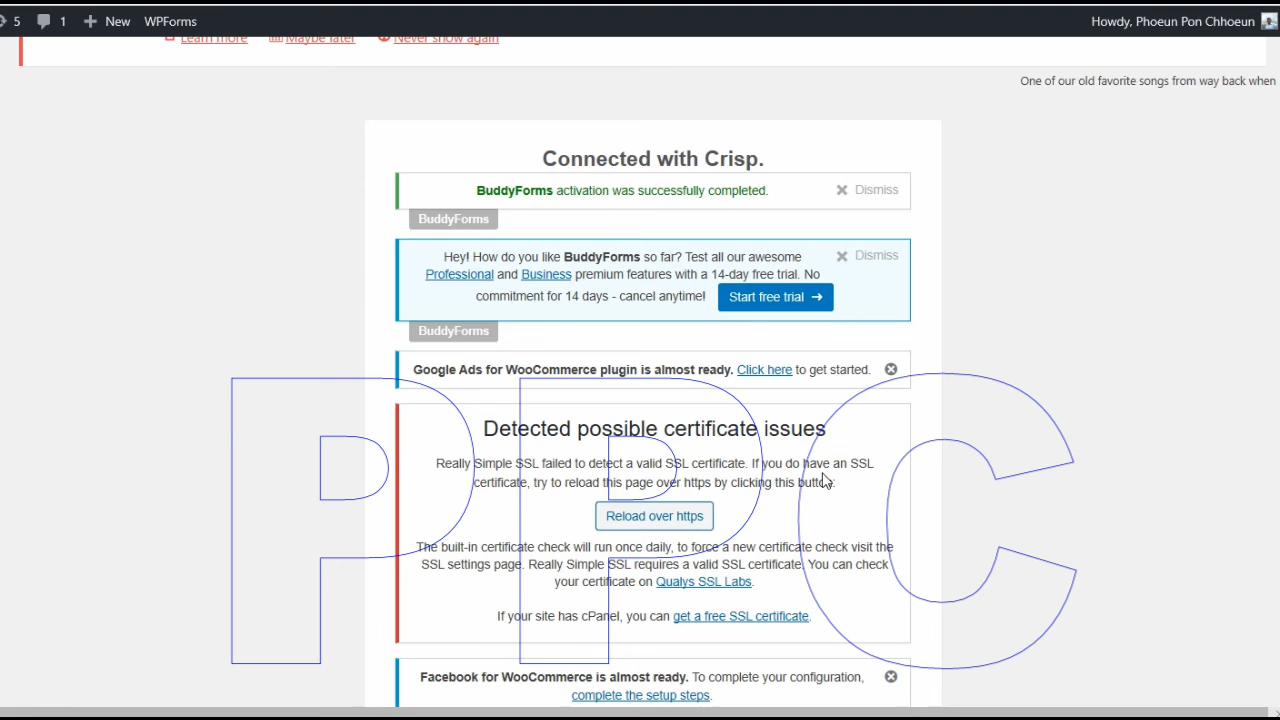 5 1 New WPForms Howdy, Phoeun Pon Chhoeun
Learn more Maybe later Never show again
One of our old favorite songs from way back when
Connected with Crisp.
BuddyForms activation was successfully completed. Dismiss
BuddyForms
Hey! How do you like BuddyForms so far? Test all our awesome Dismiss
Professional and Business premium features with a 14-day free trial. No
commitment for 14 days - cancel anytime! Start free trial →
BuddyForms
Google Ads for WooCommerce plugin is almost ready. Click here to get started.
PPC
Detected possible certificate issues
Really Simple SSL failed to detect a valid SSL certificate. If you do have an SSL
certificate, try to reload this page over https by clicking this button:
Reload over https
The built-in certificate check will run once daily, to force a new certificate check visit the
SSL settings page. Really Simple SSL requires a valid SSL certificate. You can check
your certificate on Qualys SSL Labs.
If your site has cPanel, you can get a free SSL certificate.
Facebook for WooCommerce is almost ready. To complete your configuration,
complete the setup steps.